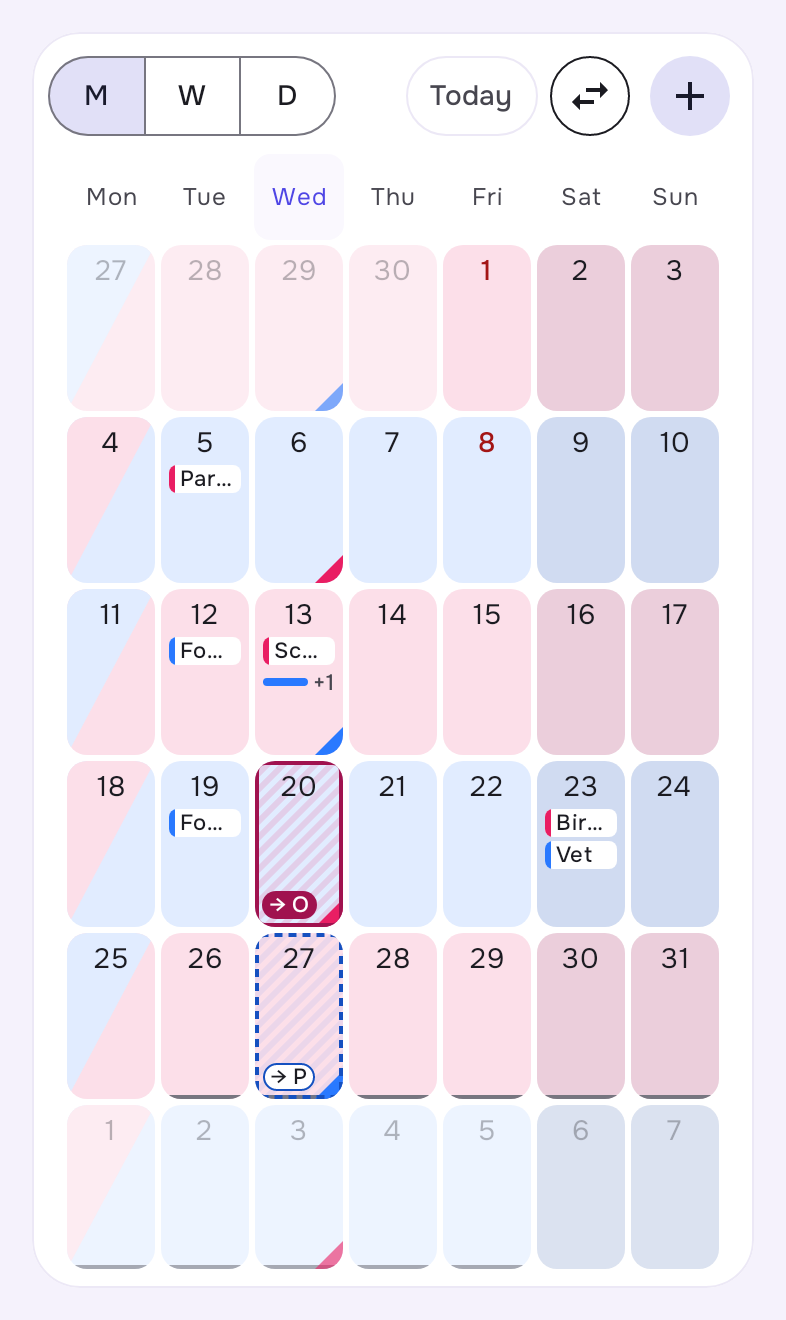 M W D Today
Mon Tue Wed Thu Fri Sat Sun
27 28 29 30 1 2 3
4 5 6 7 8 9 10
Par...
11 12 13 14 15 16 17
Fo... Sc...
+1
18 19 20 21 22 23 24
Fo... Bir...
Vet
→ O
25 26 27 28 29 30 31
→ P
1 2 3 4 5 6 7